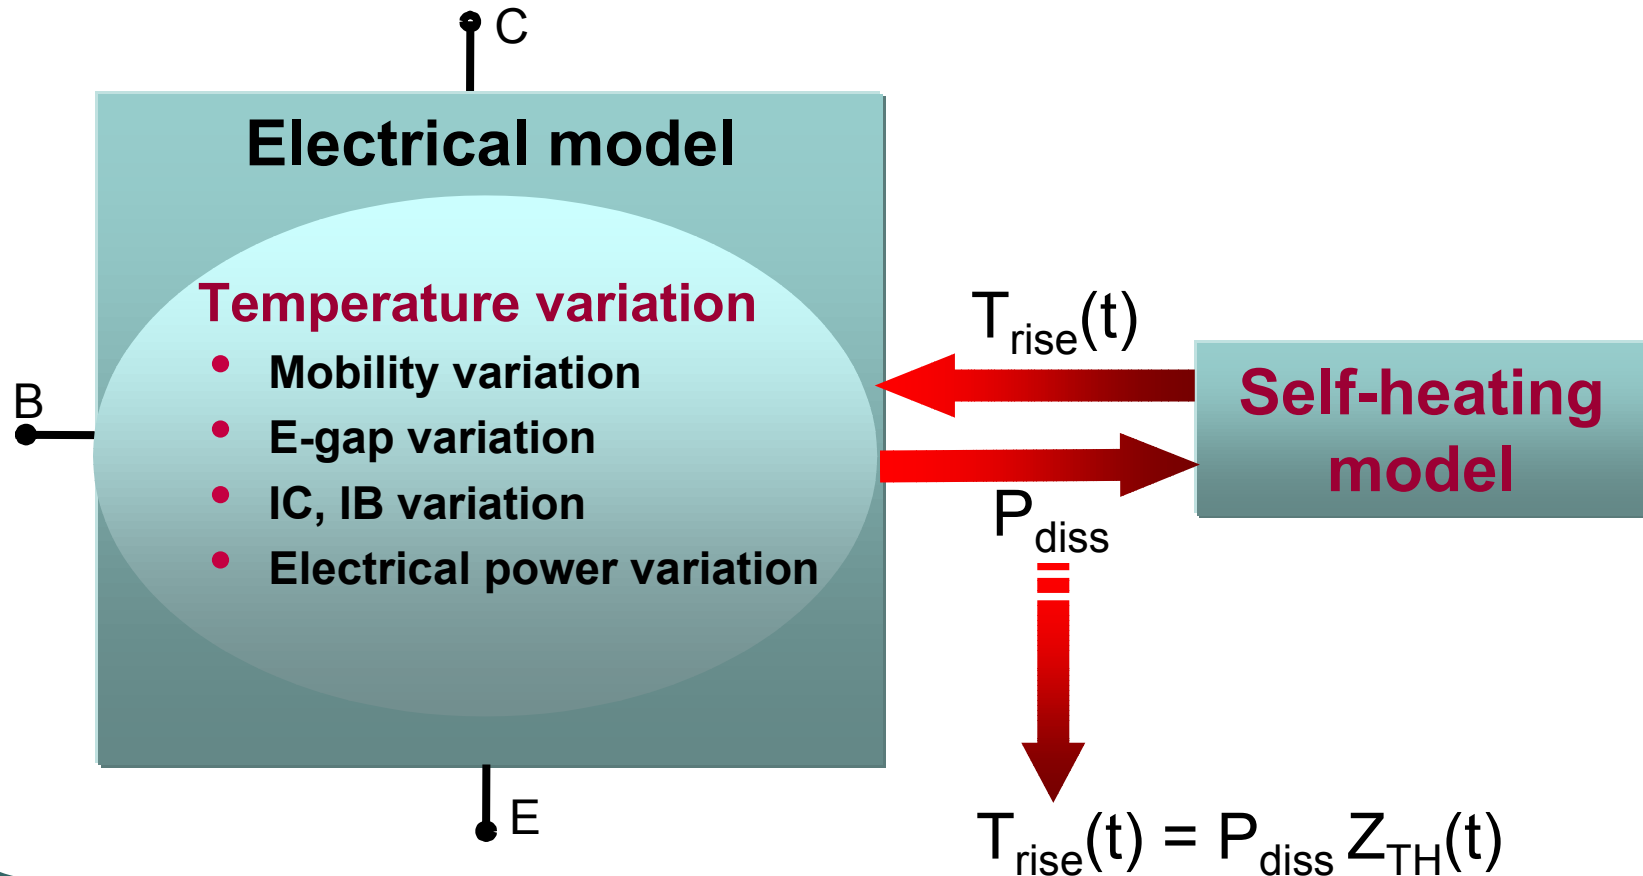 C
Electrical model
Temperature variation
• Mobility variation
• E-gap variation
• IC, IB variation
• Electrical power variation
B
E
T_rise(t)
Self-heating
model
P_diss
T_rise(t) = P_diss Z_TH(t)